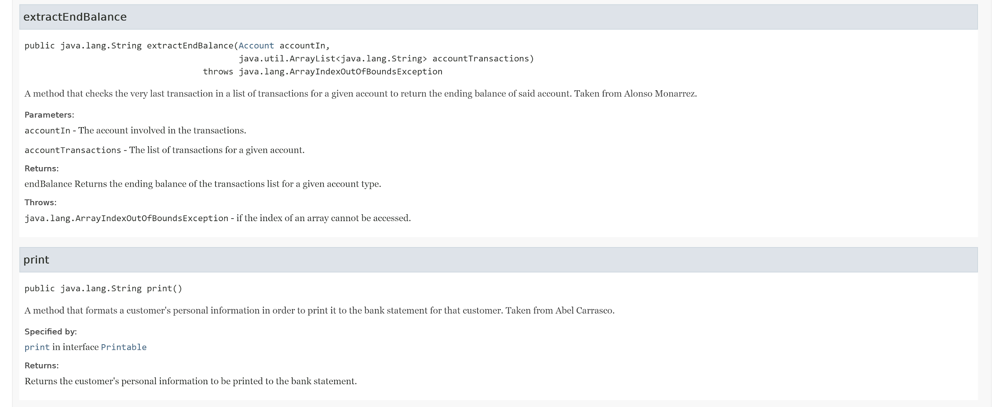 extractEndBalance
public java.lang.String extractEndBalance(Account accountIn,
java.util.ArrayList<java.lang.String> accountTransactions)
throws java.lang.ArrayIndexOutOfBoundsException
A method that checks the very last transaction in a list of transactions for a given account to return the ending balance of said account. Taken from Alonso Monarrez.
Parameters:
accountIn - The account involved in the transactions.
accountTransactions - The list of transactions for a given account.
Returns:
endBalance Returns the ending balance of the transactions list for a given account type.
Throws:
java.lang.ArrayIndexOutOfBoundsException - if the index of an array cannot be accessed.
print
public java.lang.String print()
A method that formats a customer's personal information in order to print it to the bank statement for that customer. Taken from Abel Carrasco.
Specified by:
print in interface Printable
Returns:
Returns the customer's personal information to be printed to the bank statement.